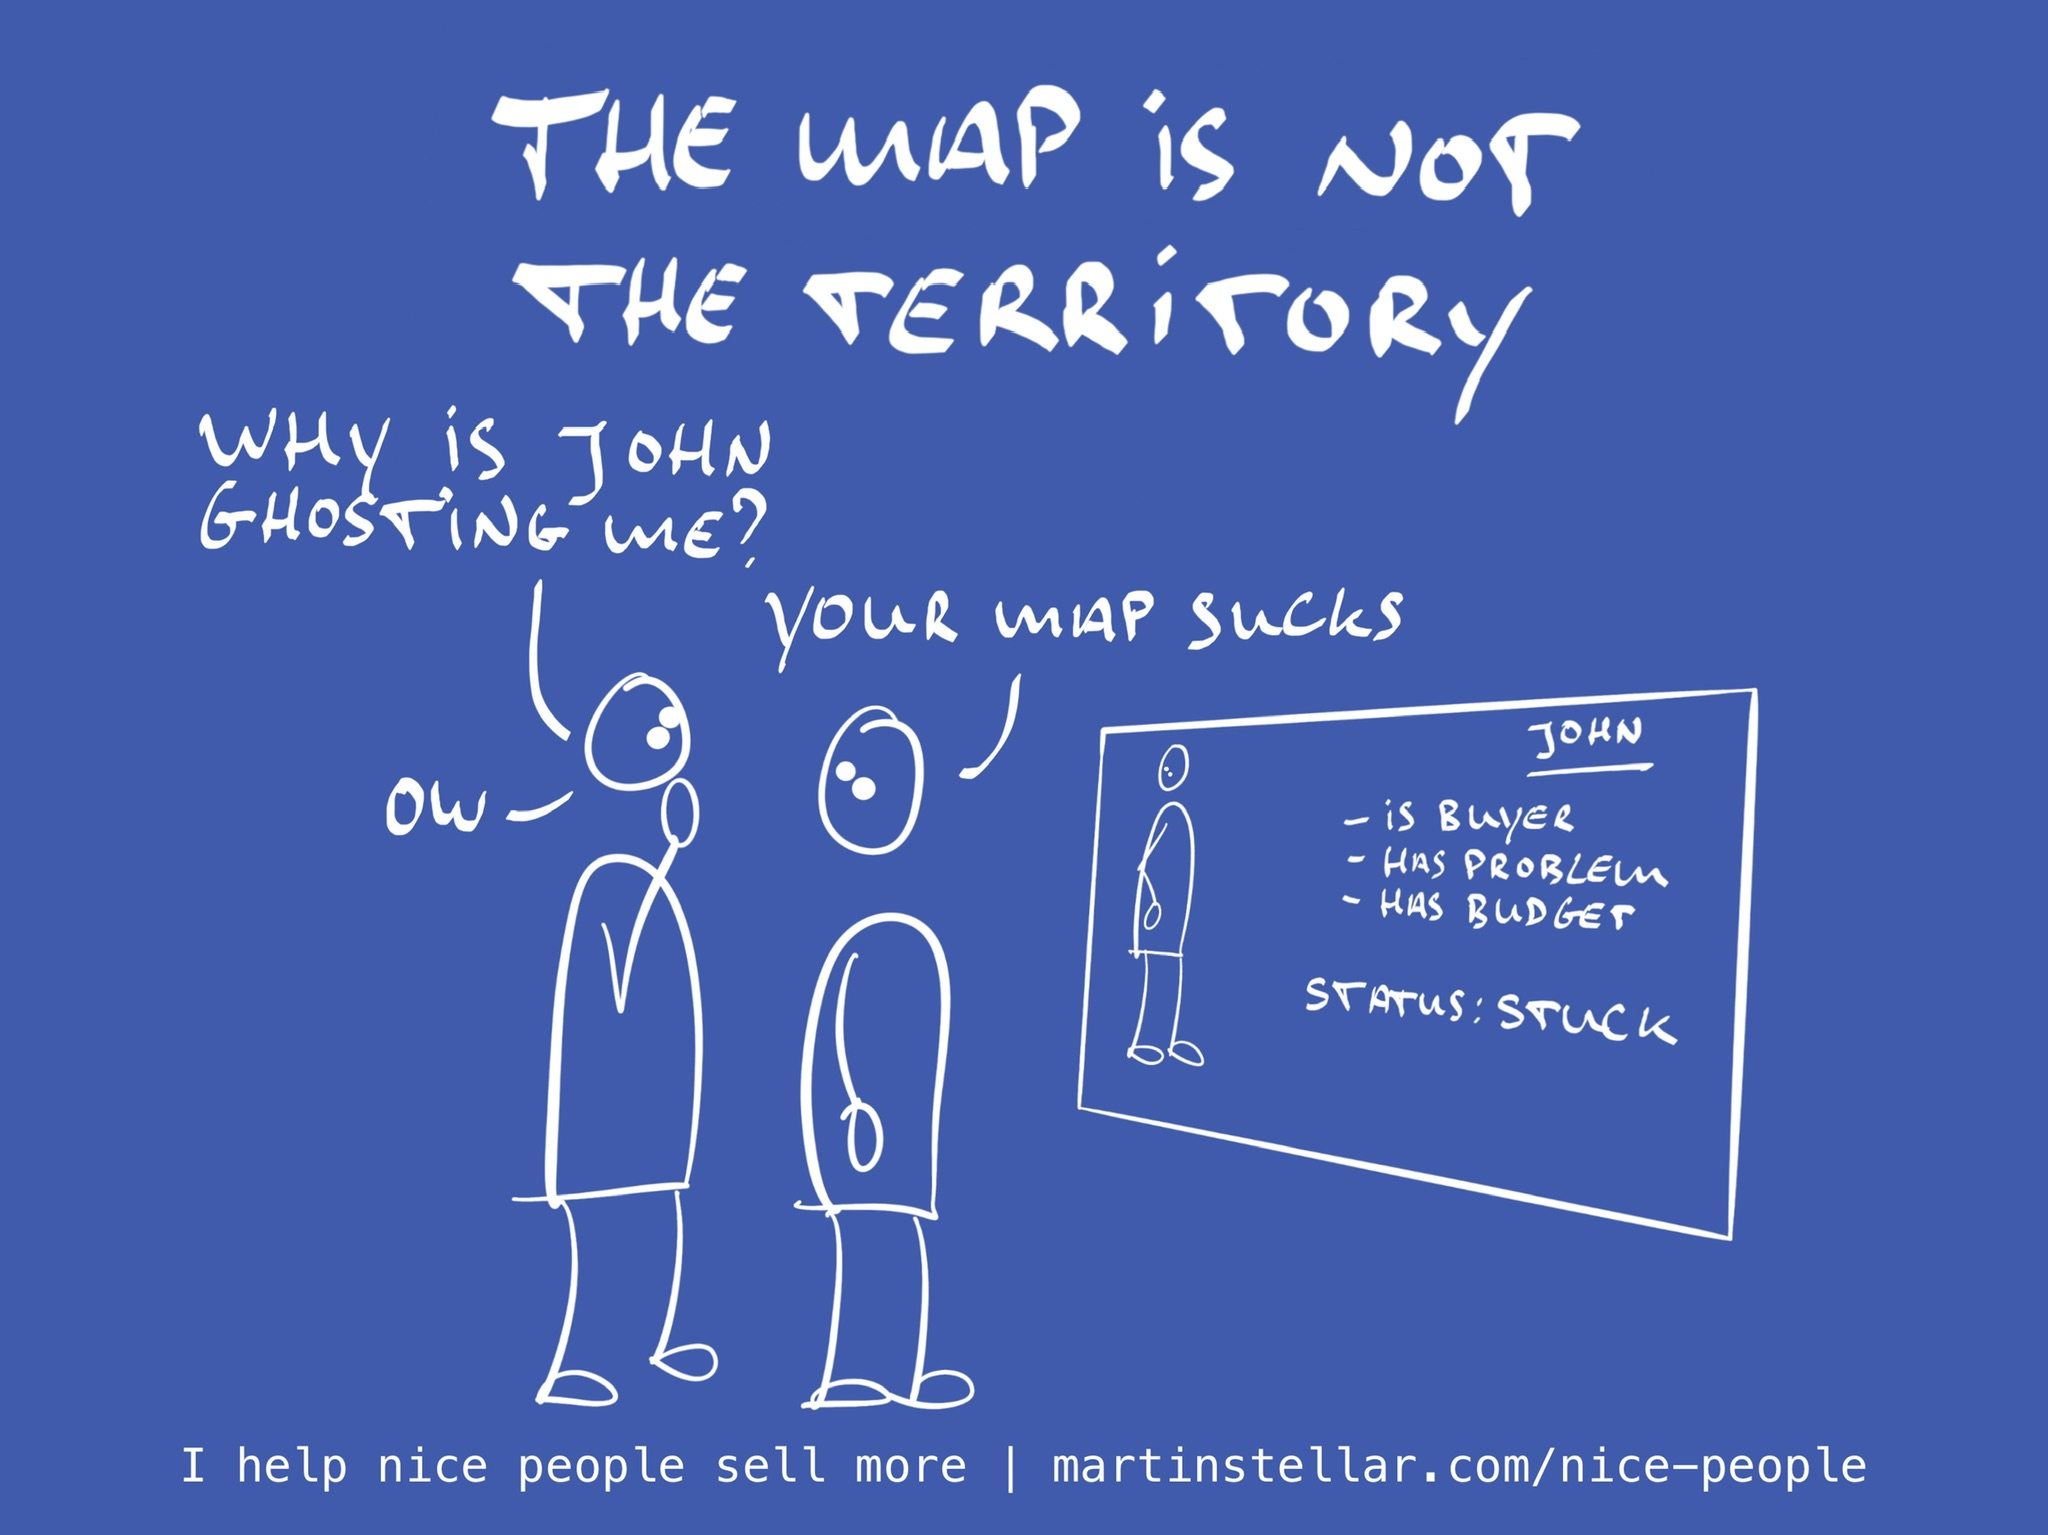 THE MAP iS NOT
THE TERRiTORY
WHY iS JOHN
GHOSTiNG ME?
YOUR MAP SUCKS
OW
JOHN
- iS BUYER
- HAS PROBLEM
- HAS BUDGET
STATUS: STUCK
I help nice people sell more | martinstellar.com/nice-people